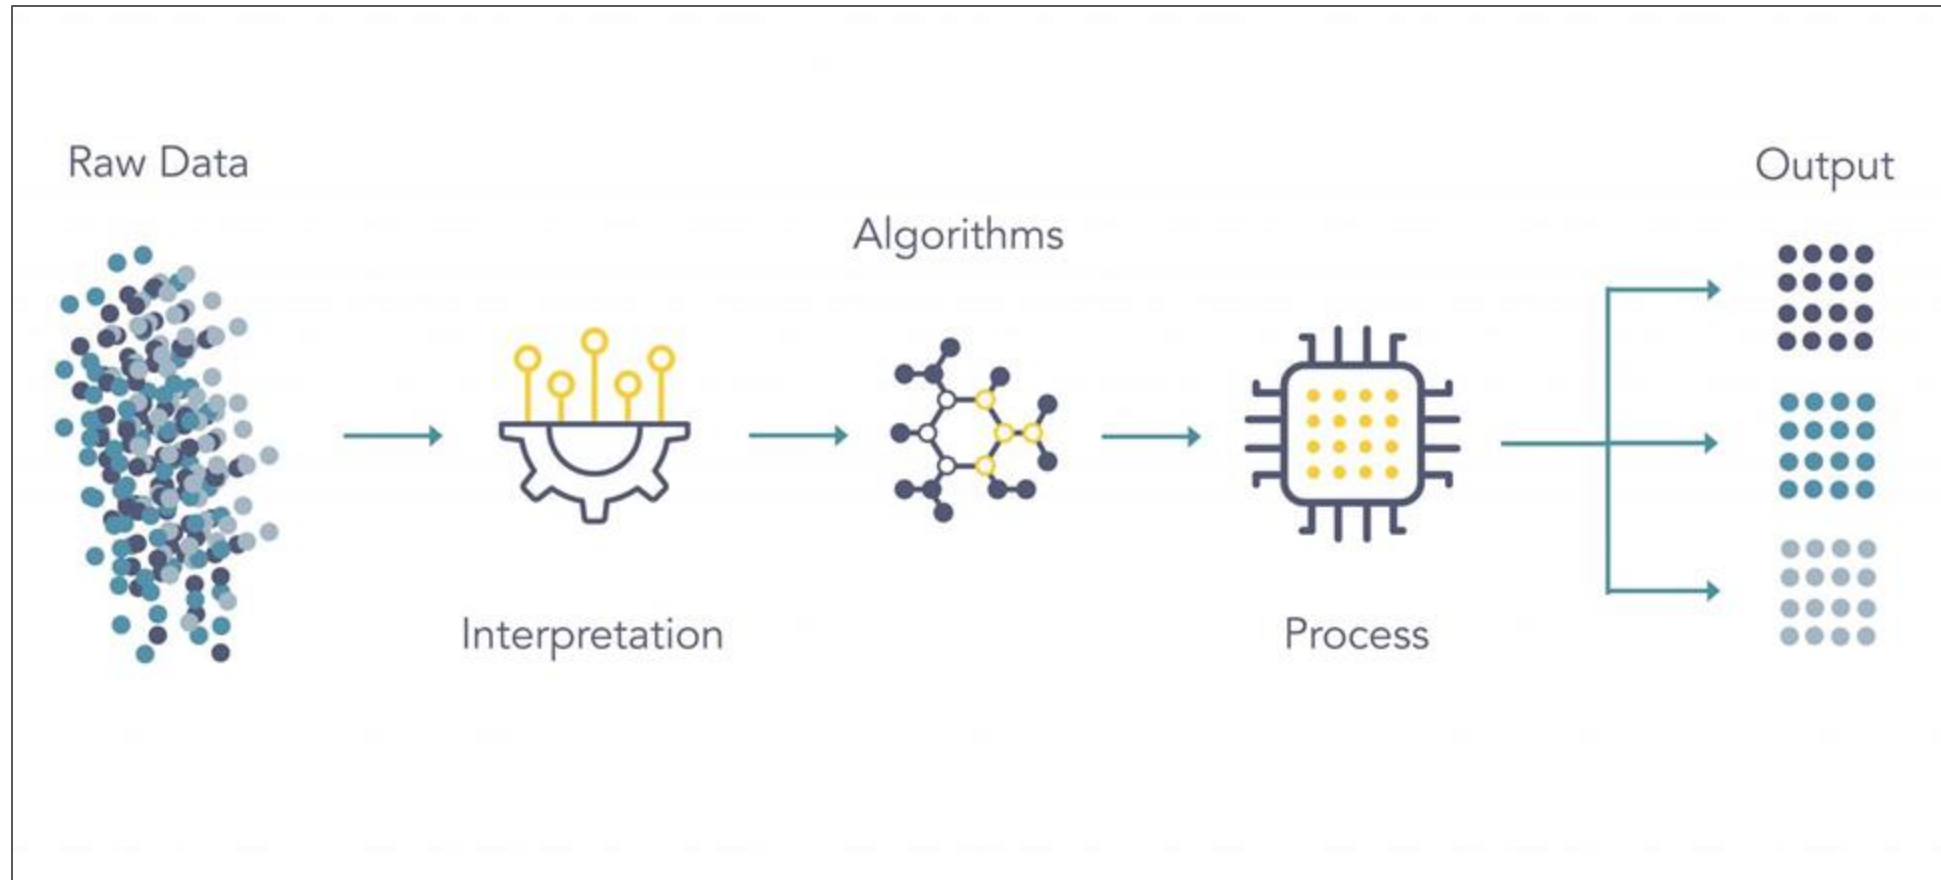 Raw Data
Interpretation
Algorithms
Process
Output